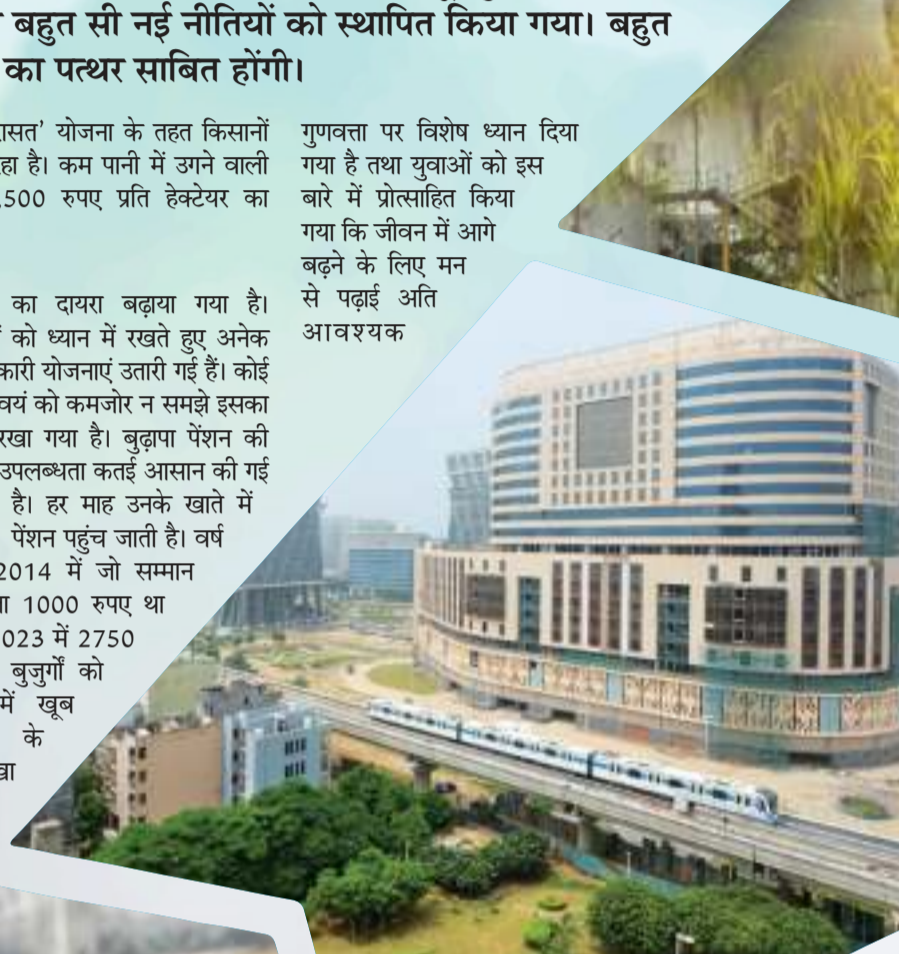 बहुत सी नई नीतियों को स्थापित किया गया। बहुत
का पत्थर साबित होंगी।
योजना के तहत किसानों
है। कम पानी में उगने वाली
500 रुपए प्रति हेक्टेयर का
का दायरा बढ़ाया गया है।
को ध्यान में रखते हुए अनेक
योजनाएं उतारी गई हैं। कोई
को कमजोर न समझे इसका
रखा गया है। बुढ़ापा पेंशन की
उपलब्धता कतई आसान की गई
है। हर माह उनके खाते में
पेंशन पहुंच जाती है। वर्ष
2014 में जो सम्मान
1000 रुपए था
में 2750
बुजुर्गों को
में खूब
के
गुणवत्ता पर विशेष ध्यान दिया
गया है तथा युवाओं को इस
बारे में प्रोत्साहित किया
गया कि जीवन में आगे
बढ़ने के लिए मन
से पढ़ाई अति
आवश्यक